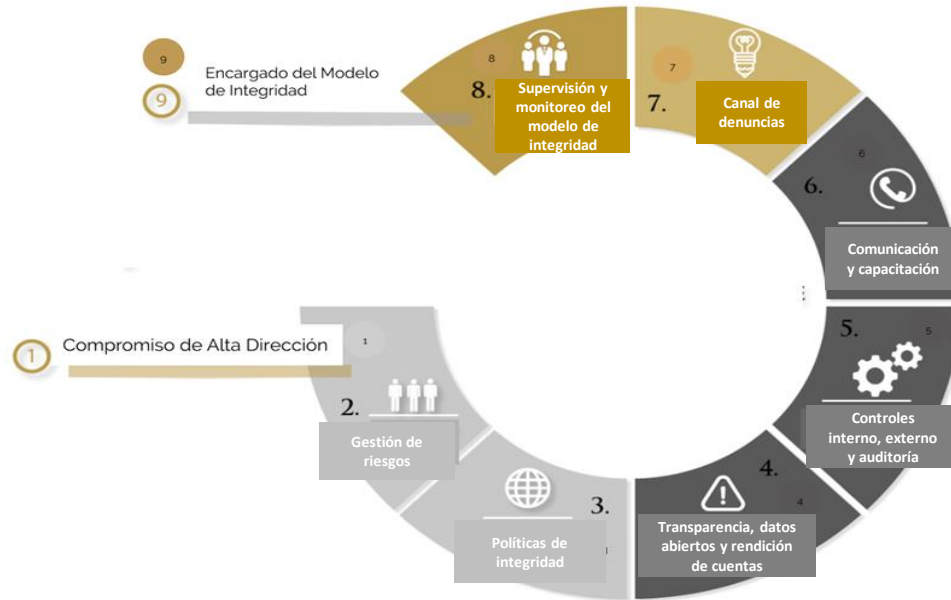 9
Encargado del Modelo
de Integridad
9
8
8.
Supervisión y
monitoreo del
modelo de
integridad
7
7.
Canal de
denuncias
6
6.
Comunicación
y capacitación
5.
5
Controles
interno, externo
y auditoría
4.
4
Transparencia, datos
abiertos y rendición
de cuentas
3.
Políticas de
integridad
1
Compromiso de Alta Dirección
1
2.
Gestión de
riesgos